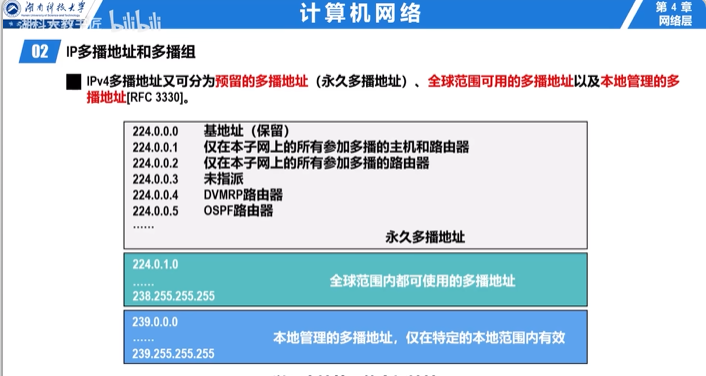 湖南科技大学
计算机网络
第 4 章
网络层
bilibili
02 IP多播地址和多播组
IPv4多播地址又可分为预留的多播地址（永久多播地址）、全球范围可用的多播地址以及本地管理的多
播地址[RFC 3330]。
224.0.0.0 基地址（保留）
224.0.0.1 仅在本子网上的所有参加多播的主机和路由器
224.0.0.2 仅在本子网上的所有参加多播的路由器
224.0.0.3 未指派
224.0.0.4 DVMRP路由器
224.0.0.5 OSPF路由器
……
永久多播地址
224.0.1.0
……
238.255.255.255
全球范围内都可使用的多播地址
239.0.0.0
……
239.255.255.255
本地管理的多播地址，仅在特定的本地范围内有效